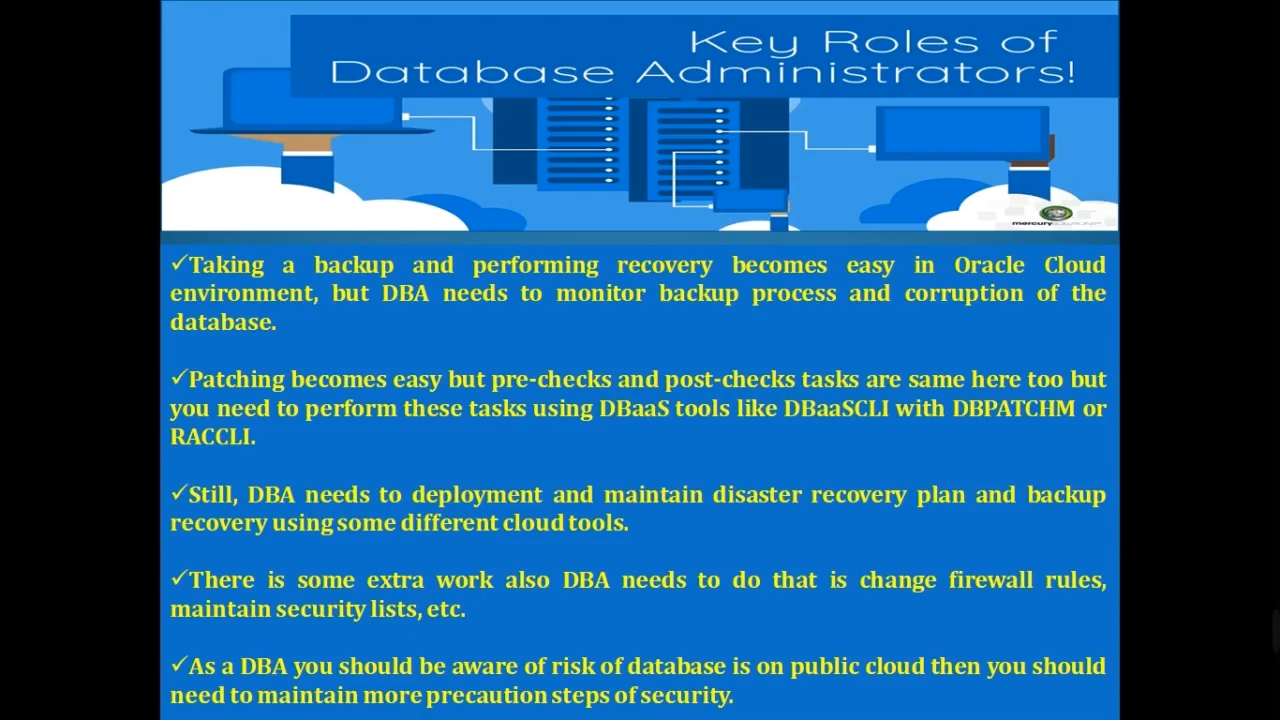 Key Roles of
Database Administrators!
mercury SOLUTIONS
✓Taking a backup and performing recovery becomes easy in Oracle Cloud
environment, but DBA needs to monitor backup process and corruption of the
database.
✓Patching becomes easy but pre-checks and post-checks tasks are same here too but
you need to perform these tasks using DBaaS tools like DBaaSCLI with DBPATCHM or
RACCLI.
✓Still, DBA needs to deployment and maintain disaster recovery plan and backup
recovery using some different cloud tools.
✓There is some extra work also DBA needs to do that is change firewall rules,
maintain security lists, etc.
✓As a DBA you should be aware of risk of database is on public cloud then you should
need to maintain more precaution steps of security.